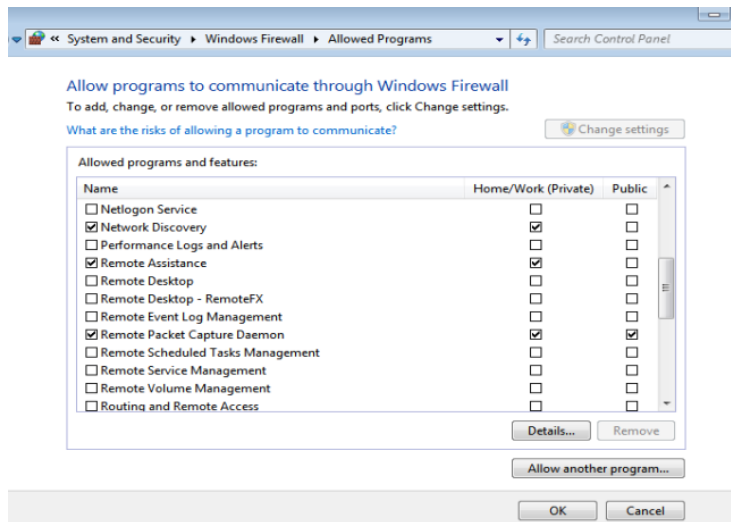 « System and Security ▸ Windows Firewall ▸ Allowed Programs Search Control Panel
Allow programs to communicate through Windows Firewall
To add, change, or remove allowed programs and ports, click Change settings.
What are the risks of allowing a program to communicate? Change settings
Allowed programs and features:
Name Home/Work (Private) Public
Netlogon Service
Network Discovery
Performance Logs and Alerts
Remote Assistance
Remote Desktop
Remote Desktop - RemoteFX
Remote Event Log Management
Remote Packet Capture Daemon
Remote Scheduled Tasks Management
Remote Service Management
Remote Volume Management
Routing and Remote Access
Details... Remove
Allow another program...
OK Cancel